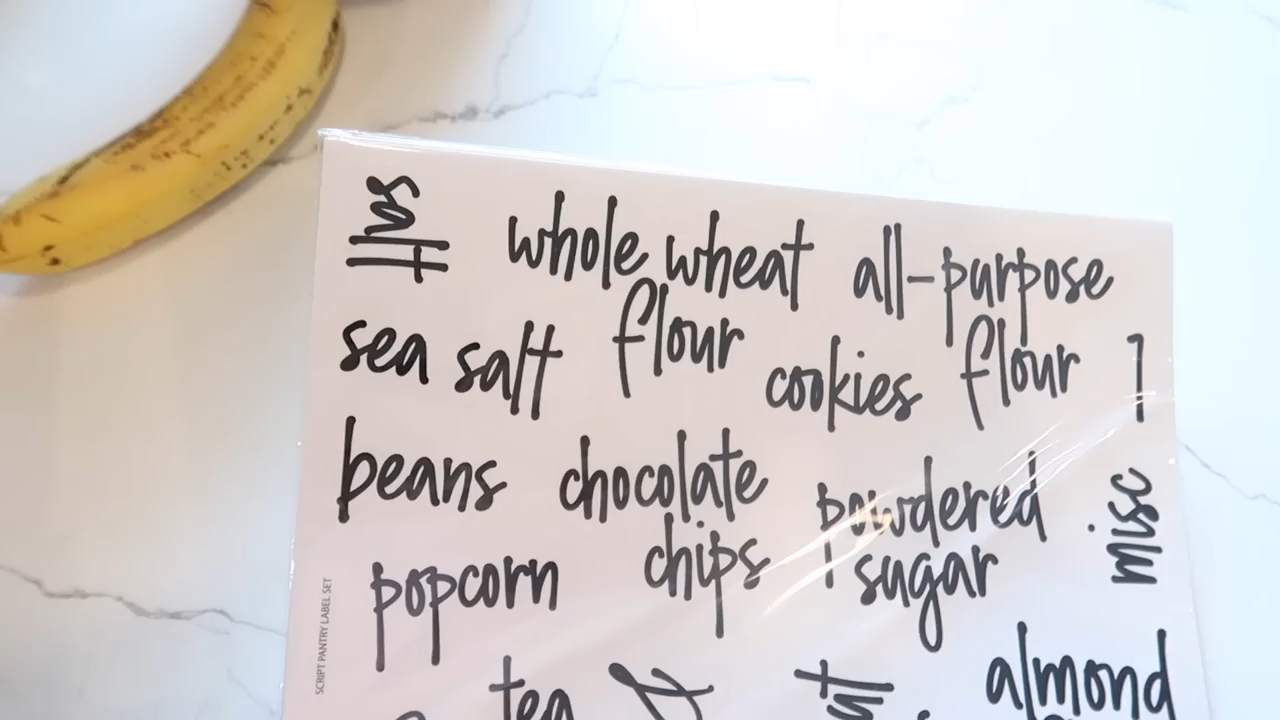 salt
whole wheat
flour
all-purpose
flour
sea salt
cookies
beans
chocolate
chips
powdered
sugar
misc
popcorn
SCRIPT PANTRY LABEL SET
tea
almond